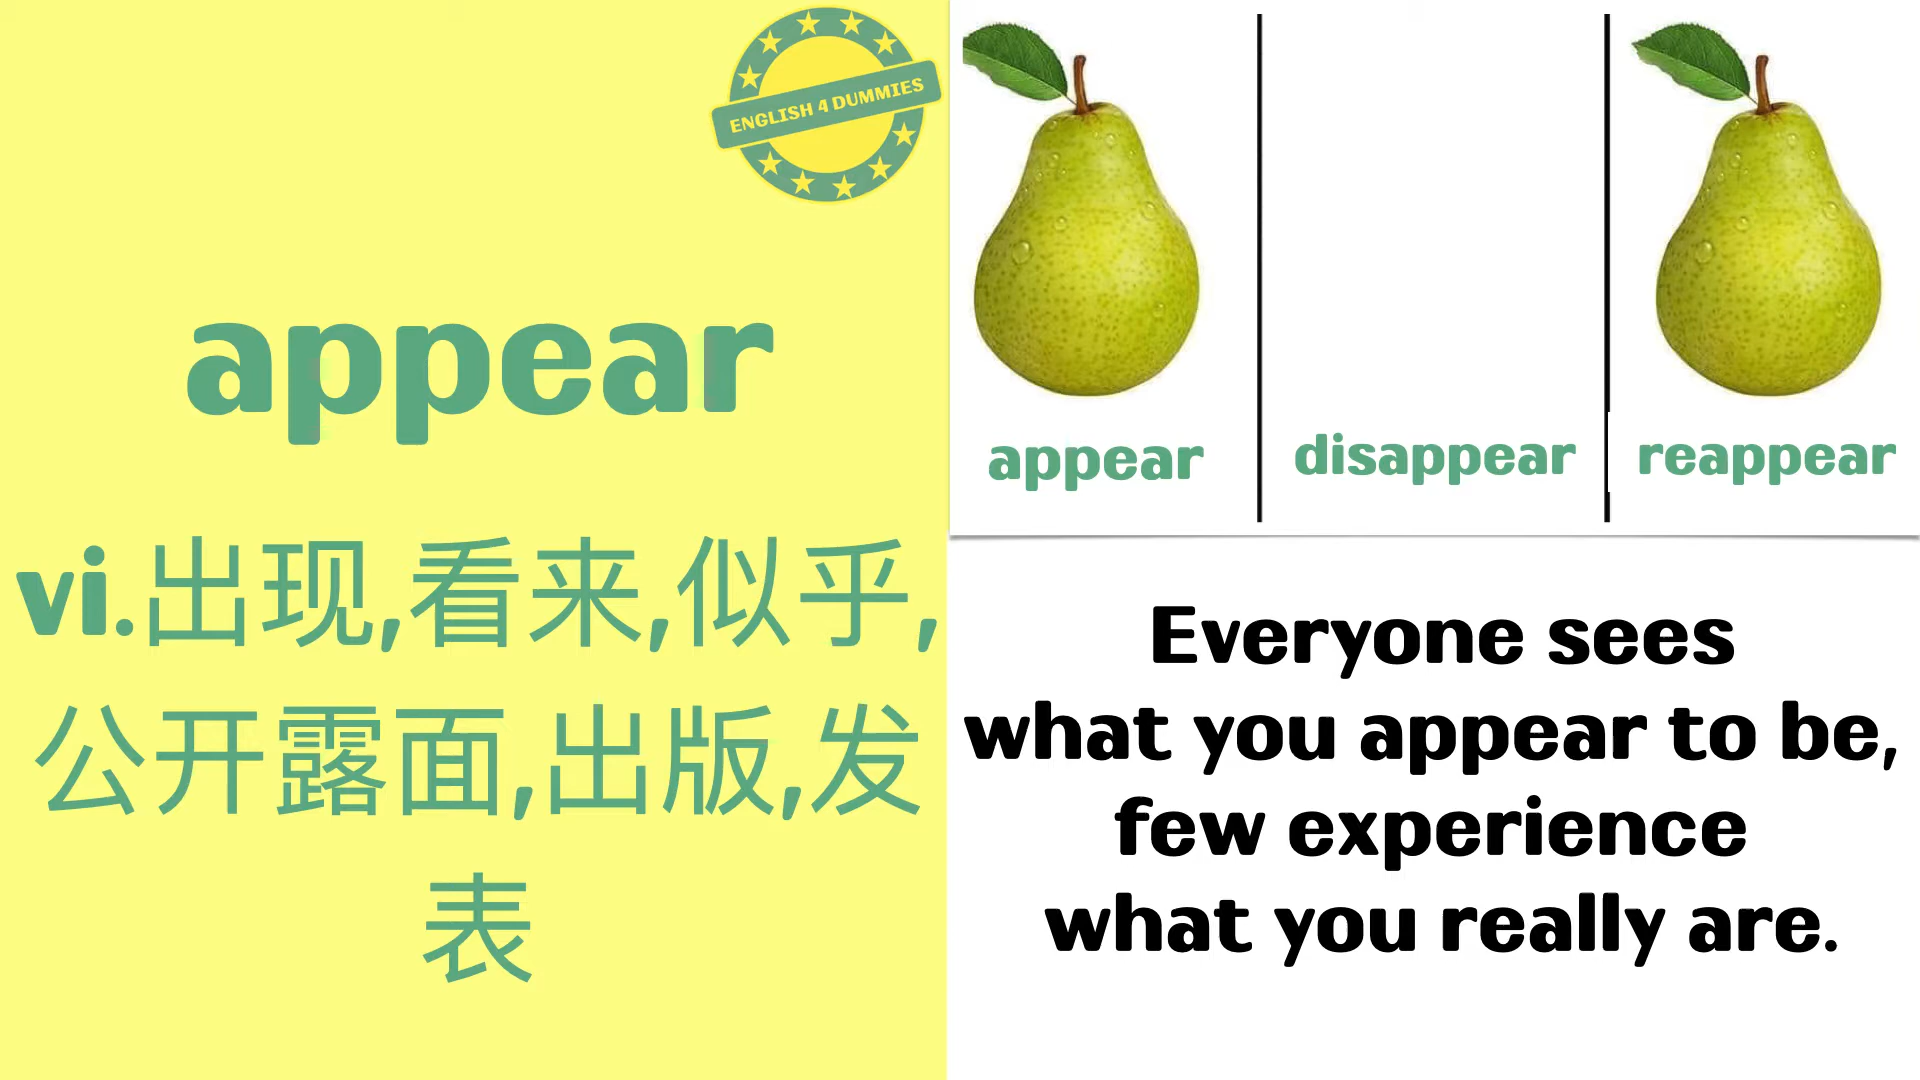 ENGLISH 4 DUMMIES
appear
vi.出现,看来,似乎,
公开露面,出版,发
表
appear
disappear
reappear
Everyone sees
what you appear to be,
few experience
what you really are.